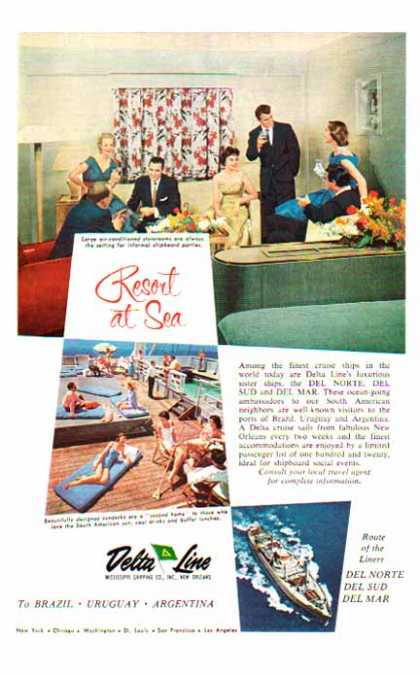 Large air-conditioned staterooms are always
the setting for informal shipboard parties.
Resort
at Sea
Among the finest cruise ships in the
world today are Delta Line's luxurious
sister ships, the DEL NORTE, DEL
SUD and DEL MAR. These ocean-going
ambassadors to our South American
neighbors are well-known visitors to the
ports of Brazil, Uruguay and Argentina.
A Delta cruise sails from fabulous New
Orleans every two weeks and the finest
accommodations are enjoyed by a limited
passenger list of one hundred and twenty,
ideal for shipboard social events.
Consult your local travel agent
for complete information.
Beautifully designed sundecks are a "second home" to those who
love the South American sun, cool drinks and buffet lunches.
Delta Line
MISSISSIPPI SHIPPING CO., INC., NEW ORLEANS
To BRAZIL · URUGUAY · ARGENTINA
New York • Chicago • Washington • St. Louis • San Francisco • Los Angeles
Route
of the
Liners
DEL NORTE
DEL SUD
DEL MAR